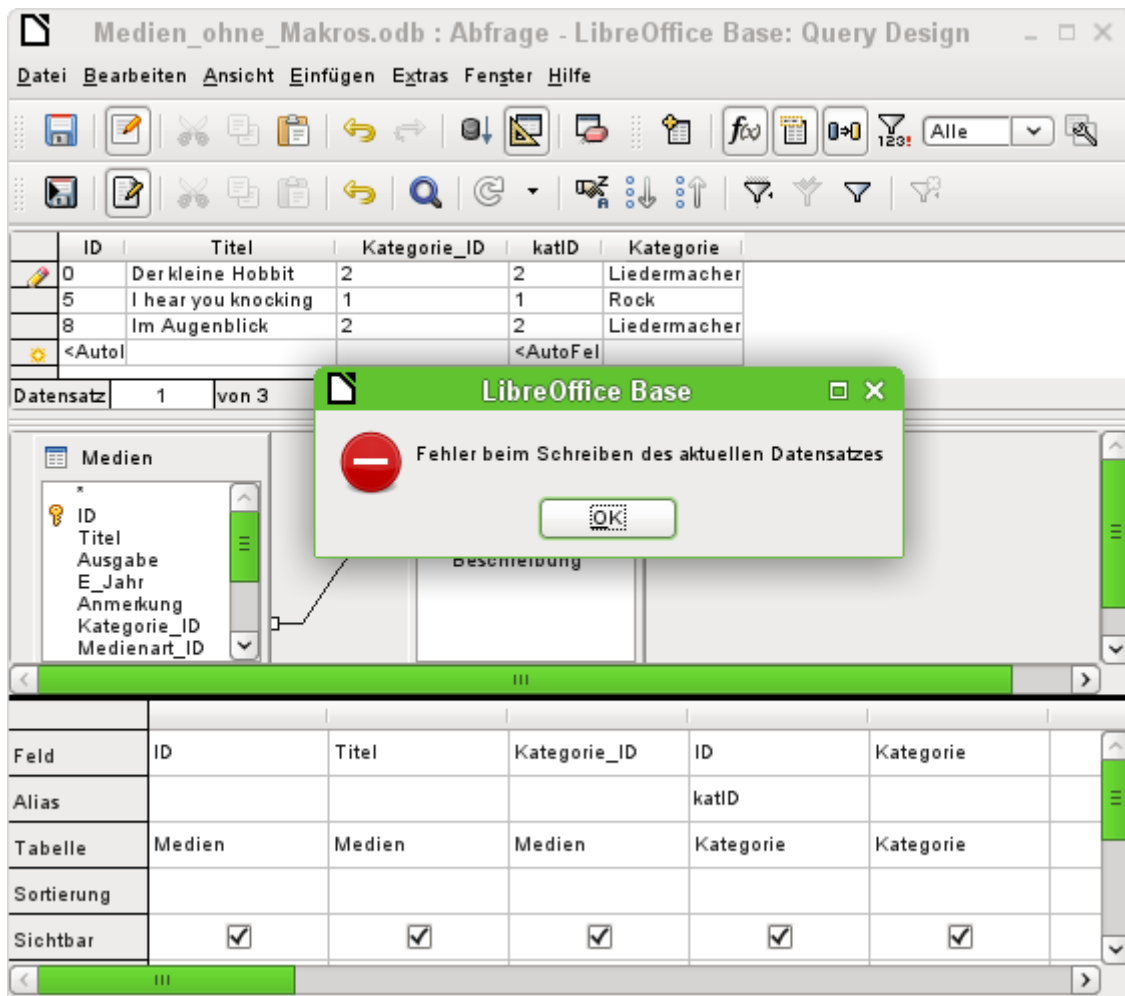 Medien_ohne_Makros.odb : Abfrage - LibreOffice Base: Query Design
Datei Bearbeiten Ansicht Einfügen Extras Fenster Hilfe
f(x) 123! Alle
Z A
ID Titel Kategorie_ID katID Kategorie
0 Der kleine Hobbit 2 2 Liedermacher
5 I hear you knocking 1 1 Rock
8 Im Augenblick 2 2 Liedermacher
<AutoI <AutoFel
Datensatz 1 von 3
LibreOffice Base
Fehler beim Schreiben des aktuellen Datensatzes
OK
Medien
*
ID
Titel
Ausgabe
E_Jahr
Anmerkung
Kategorie_ID
Medienart_ID
Beschreibung
Feld ID Titel Kategorie_ID ID Kategorie
Alias katID
Tabelle Medien Medien Medien Kategorie Kategorie
Sortierung
Sichtbar